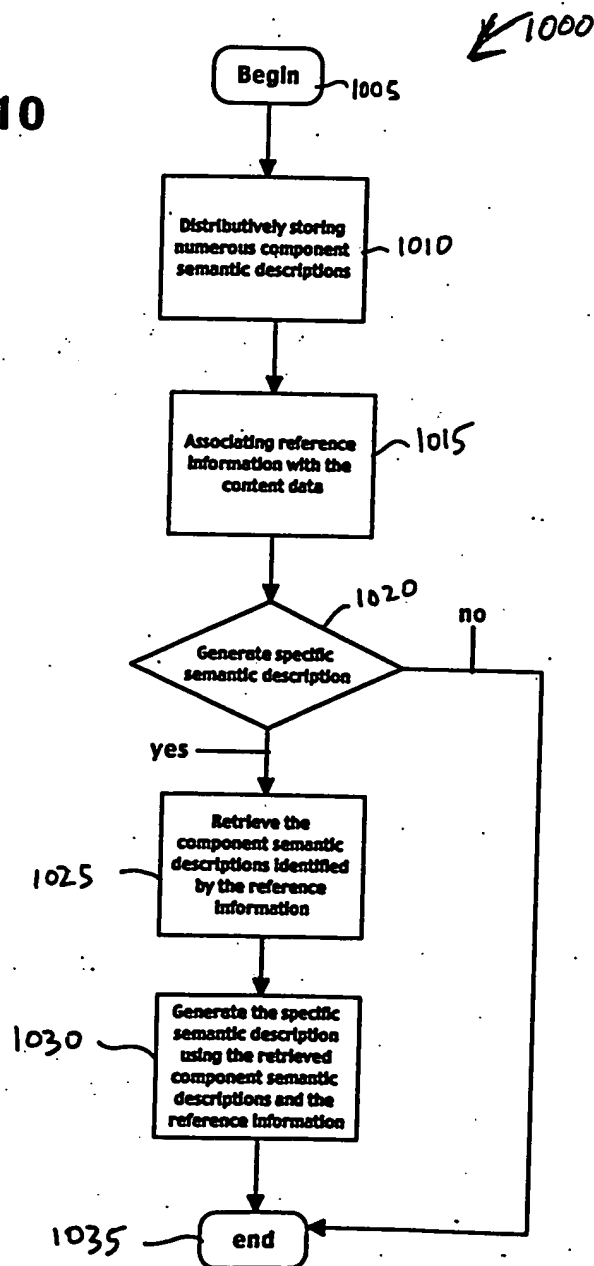 1000
Begin
1005
10
Distributively storing
numerous component
semantic descriptions
1010
Associating reference
information with the
content data
1015
1020
Generate specific
semantic description
no
yes
Retrieve the
component semantic
descriptions identified
by the reference
information
1025
Generate the specific
semantic description
using the retrieved
component semantic
descriptions and the
reference information
1030
end
1035